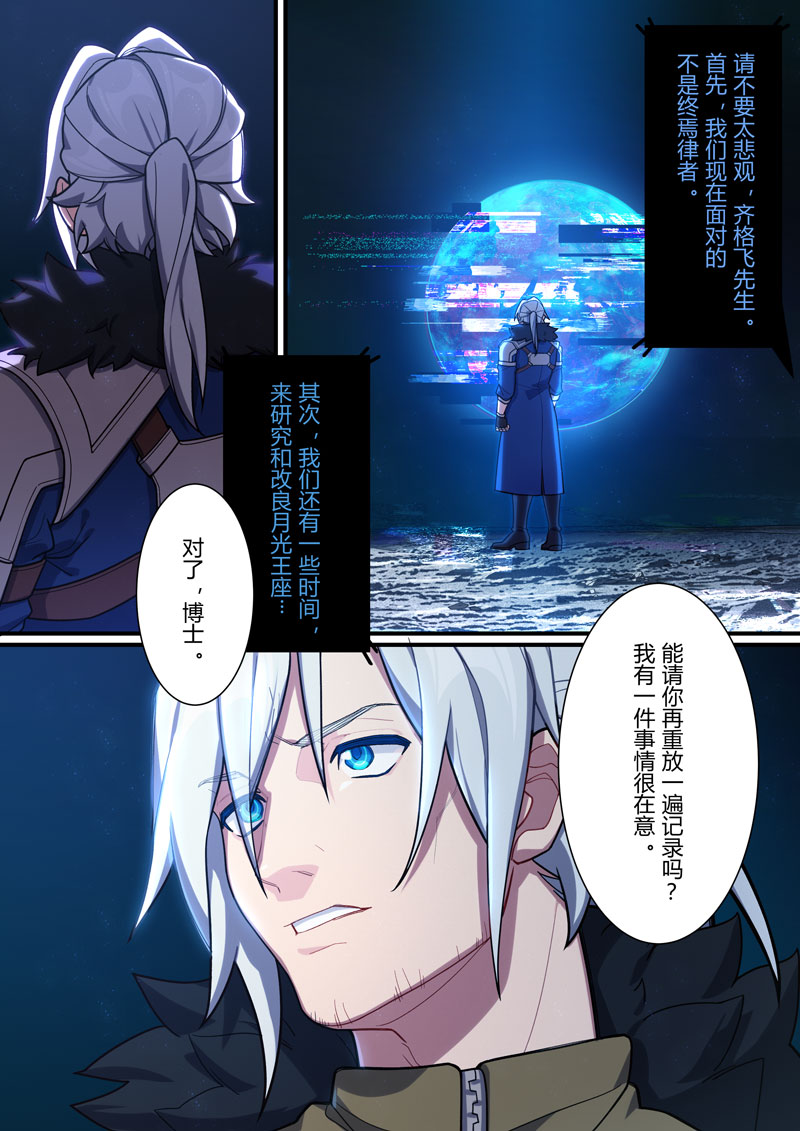 请不要太悲观，齐格飞先生。
首先，我们现在面对的
不是终焉律者。
其次，我们还有一些时间，
来研究和改良月光王座…
对了，博士。
能请你再重放一遍记录吗？
我有一件事情很在意。